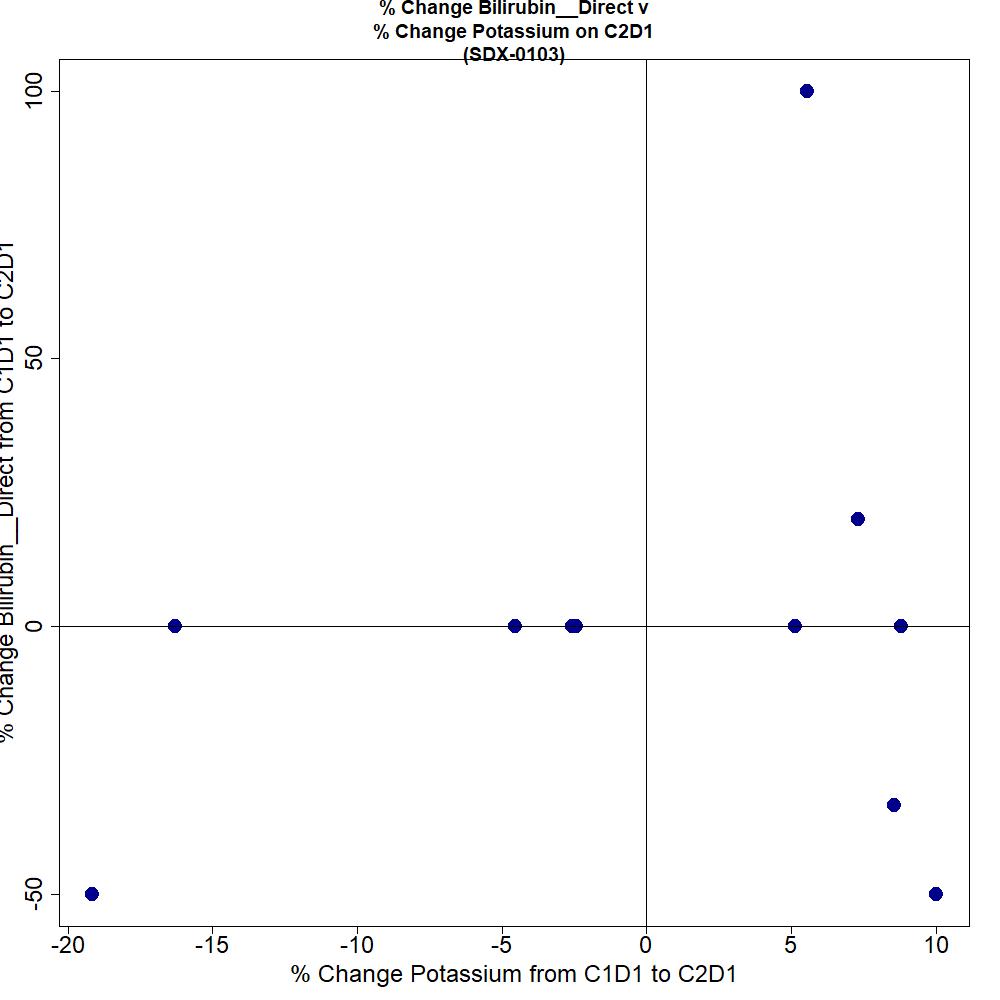 % Change Bilirubin__Direct v
% Change Potassium on C2D1
(SDX-0103)
% Change Bilirubin__Direct from C1D1 to C2D1
100
50
0
-50
-20 -15 -10 -5 0 5 10
% Change Potassium from C1D1 to C2D1